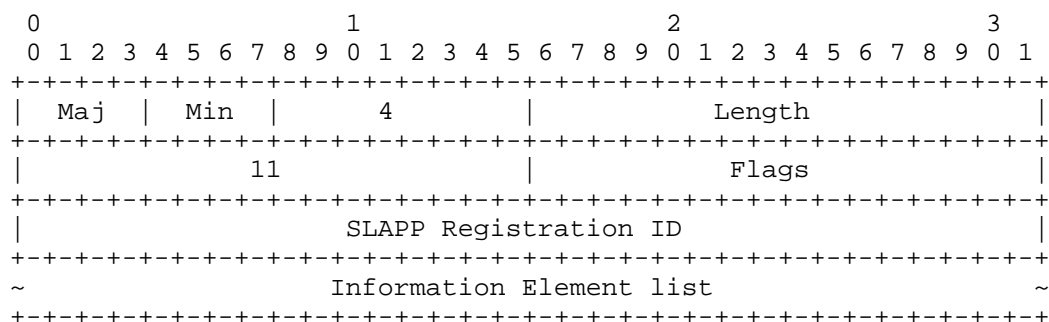 0                   1                   2                   3
 0 1 2 3 4 5 6 7 8 9 0 1 2 3 4 5 6 7 8 9 0 1 2 3 4 5 6 7 8 9 0 1
+-+-+-+-+-+-+-+-+-+-+-+-+-+-+-+-+-+-+-+-+-+-+-+-+-+-+-+-+-+-+-+-+
|  Maj  |  Min  |      4        |           Length              |
+-+-+-+-+-+-+-+-+-+-+-+-+-+-+-+-+-+-+-+-+-+-+-+-+-+-+-+-+-+-+-+-+
|              11               |            Flags              |
+-+-+-+-+-+-+-+-+-+-+-+-+-+-+-+-+-+-+-+-+-+-+-+-+-+-+-+-+-+-+-+-+
|                    SLAPP Registration ID                      |
+-+-+-+-+-+-+-+-+-+-+-+-+-+-+-+-+-+-+-+-+-+-+-+-+-+-+-+-+-+-+-+-+
~                   Information Element list                    ~
+-+-+-+-+-+-+-+-+-+-+-+-+-+-+-+-+-+-+-+-+-+-+-+-+-+-+-+-+-+-+-+-+